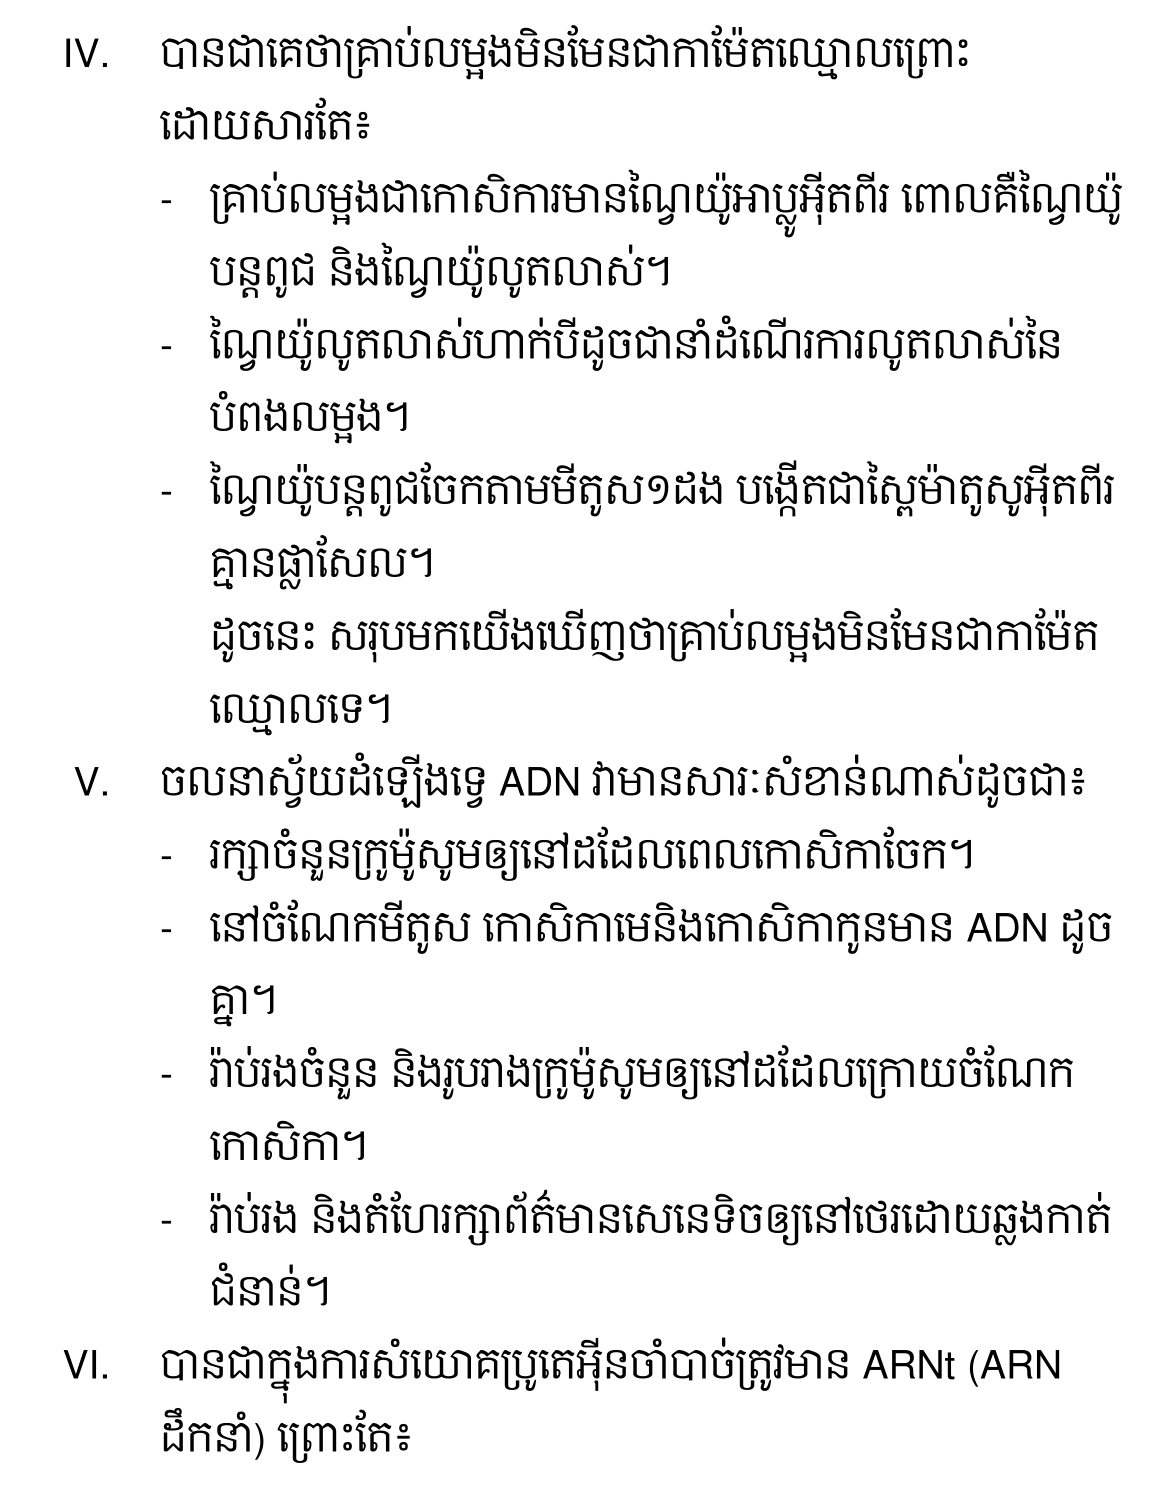 IV. បានជាគេថាគ្រាប់លម្អងមិនមែនជាកាម៉ែតឈ្មោលព្រោះ
ដោយសារតែ៖
- គ្រាប់លម្អងជាកោសិការមានណ្វៃយ៉ូអាប្លូអ៊ីតពីរ ពោលគឺណ្វៃយ៉ូ
បន្តពូជ និងណ្វៃយ៉ូលូតលាស់។
- ណ្វៃយ៉ូលូតលាស់ហាក់បីដូចជានាំដំណើរការលូតលាស់នៃ
បំពងលម្អង។
- ណ្វៃយ៉ូបន្តពូជចែកតាមមីតូស១ដង បង្កើតជាស្ពែម៉ាតូសូអ៊ីតពីរ
គ្មានផ្លាសែល។
ដូចនេះ សរុបមកយើងឃើញថាគ្រាប់លម្អងមិនមែនជាកាម៉ែត
ឈ្មោលទេ។
V. ចលនាស្វ័យដំឡើងទ្វេ ADN វាមានសារៈសំខាន់ណាស់ដូចជា៖
- រក្សាចំនួនក្រូម៉ូសូមឲ្យនៅដដែលពេលកោសិកាចែក។
- នៅចំណែកមីតូស កោសិកាមេនិងកោសិកាកូនមាន ADN ដូច
គ្នា។
- រ៉ាប់រងចំនួន និងរូបរាងក្រូម៉ូសូមឲ្យនៅដដែលក្រោយចំណែក
កោសិកា។
- រ៉ាប់រង និងតំហែរក្សាព័ត៌មានសេនេទិចឲ្យនៅថេរដោយឆ្លងកាត់
ជំនាន់។
VI. បានជាក្នុងការសំយោគប្រូតេអ៊ីនចាំបាច់ត្រូវមាន ARNt (ARN
ដឹកនាំ) ព្រោះតែ៖